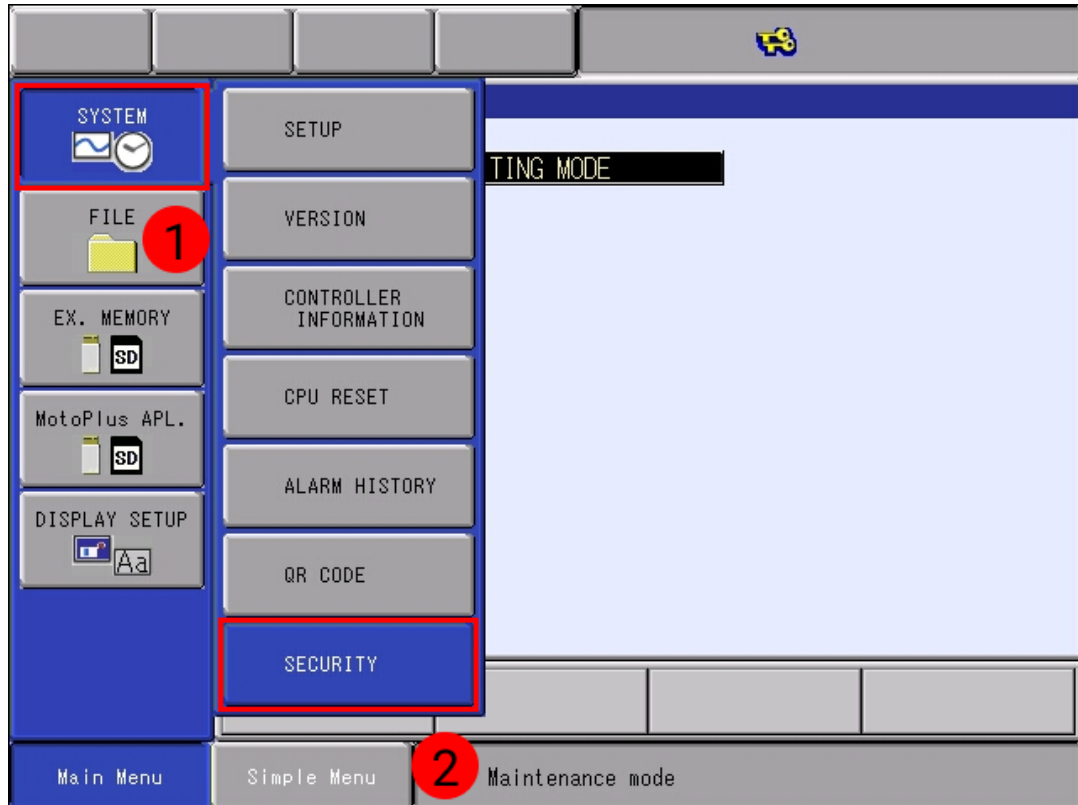 SYSTEM
FILE
1
EX. MEMORY
SD
MotoPlus APL.
SD
DISPLAY SETUP
Aa
SETUP
VERSION
CONTROLLER
INFORMATION
CPU RESET
ALARM HISTORY
QR CODE
SECURITY
TING MODE
Main Menu
Simple Menu
2
Maintenance mode